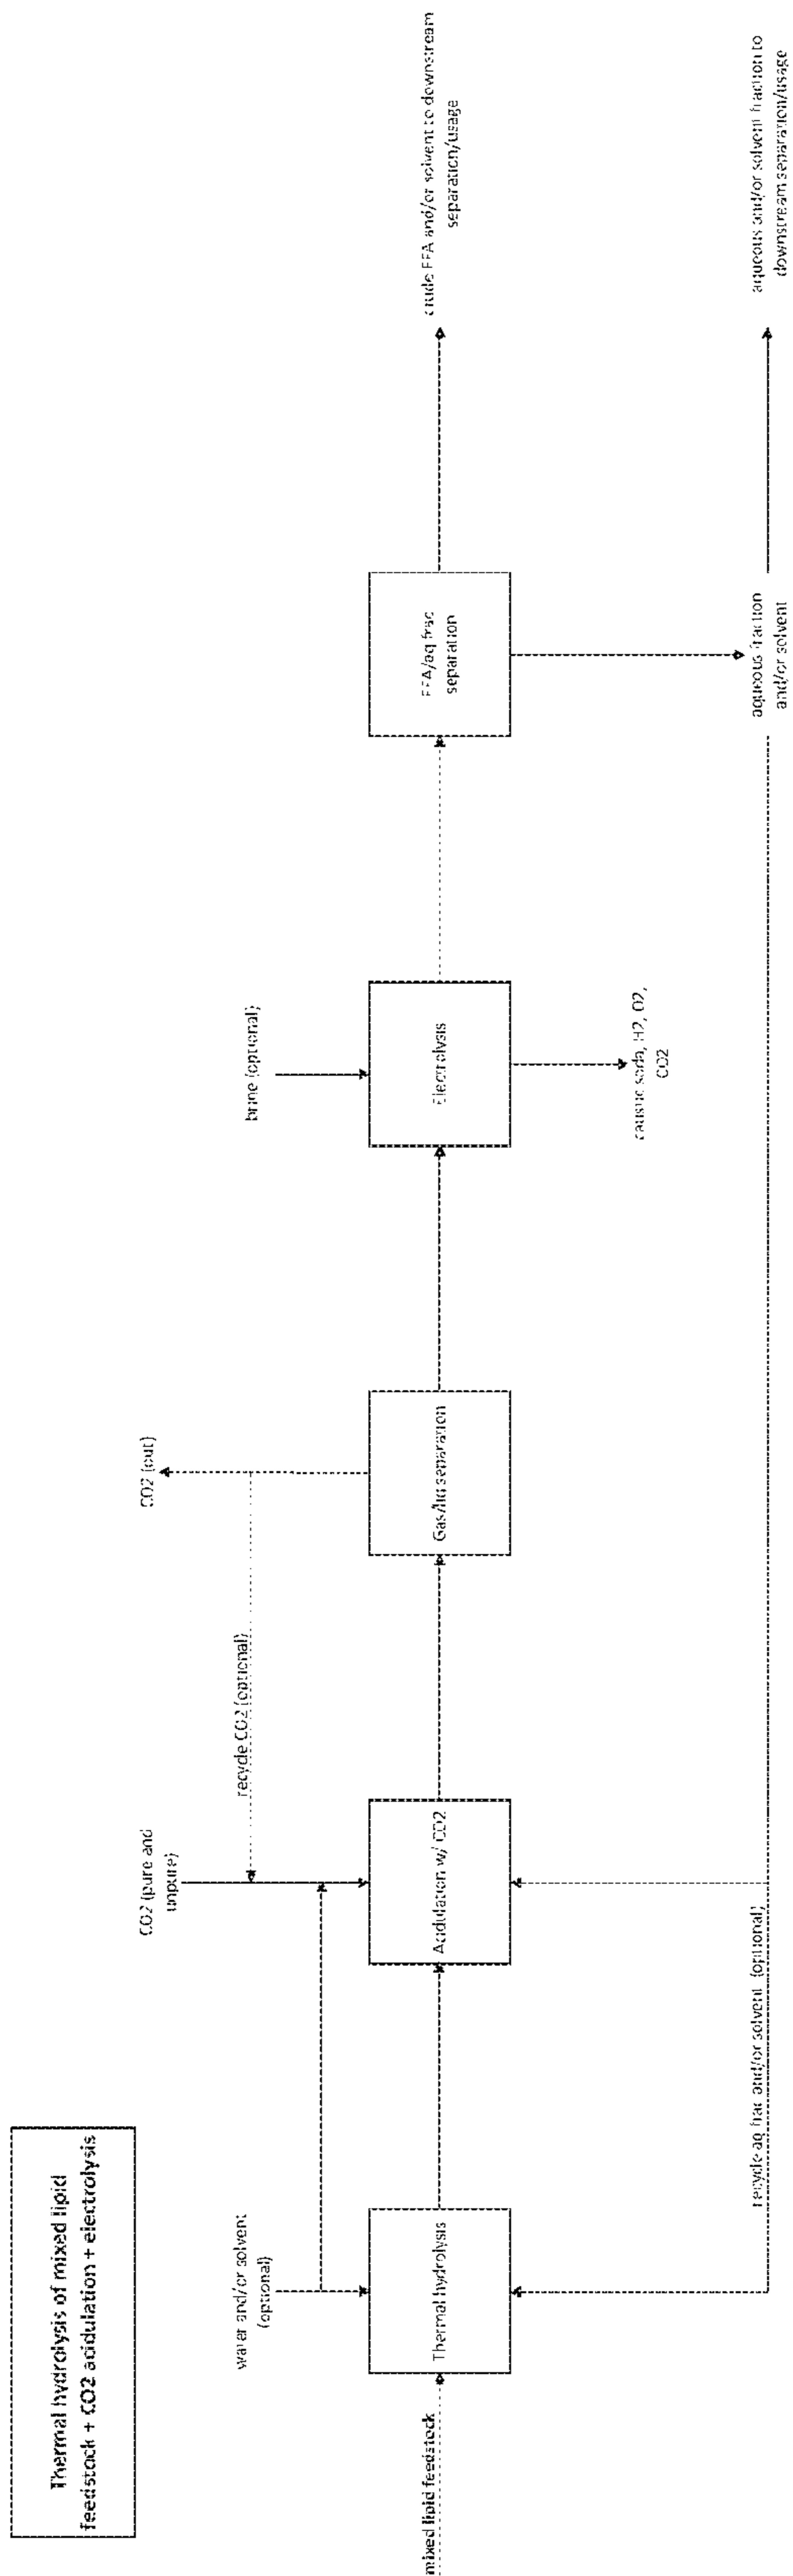 Thermal hydrolysis of mixed lipid
feedstock + CO2 acidulation + electrolysis
mixed lipid feedstock
water and/or solvent
(optional)
Thermal hydrolysis
CO2 (pure and
unpure)
recycle CO2 (optional)
Acidulation w/ CO2
CO2 (out)
Gas/liq separation
brine (optional)
Electrolysis
caustic soda, H2, O2,
CO2
FFA/aq frac
separation
crude FFA and/or solvent to downstream
separation/usage
recycle aq frac and/or solvent (optional)
aqueous fraction
and/or solvent
aqueous and/or solvent fraction to
downstream separation/usage